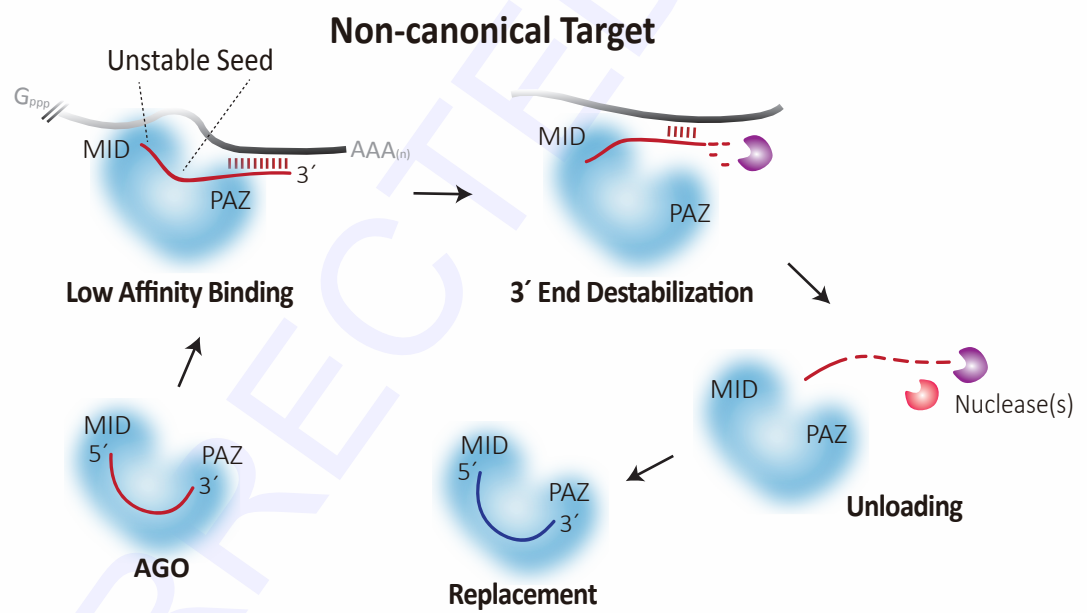 Non-canonical Target
Unstable Seed
Gppp
MID
AAA(n)
3´
PAZ
Low Affinity Binding
MID
PAZ
3´ End Destabilization
MID
PAZ
Nuclease(s)
Unloading
MID
5´
PAZ
3´
AGO
MID
5´
PAZ
3´
Replacement
RRECTE